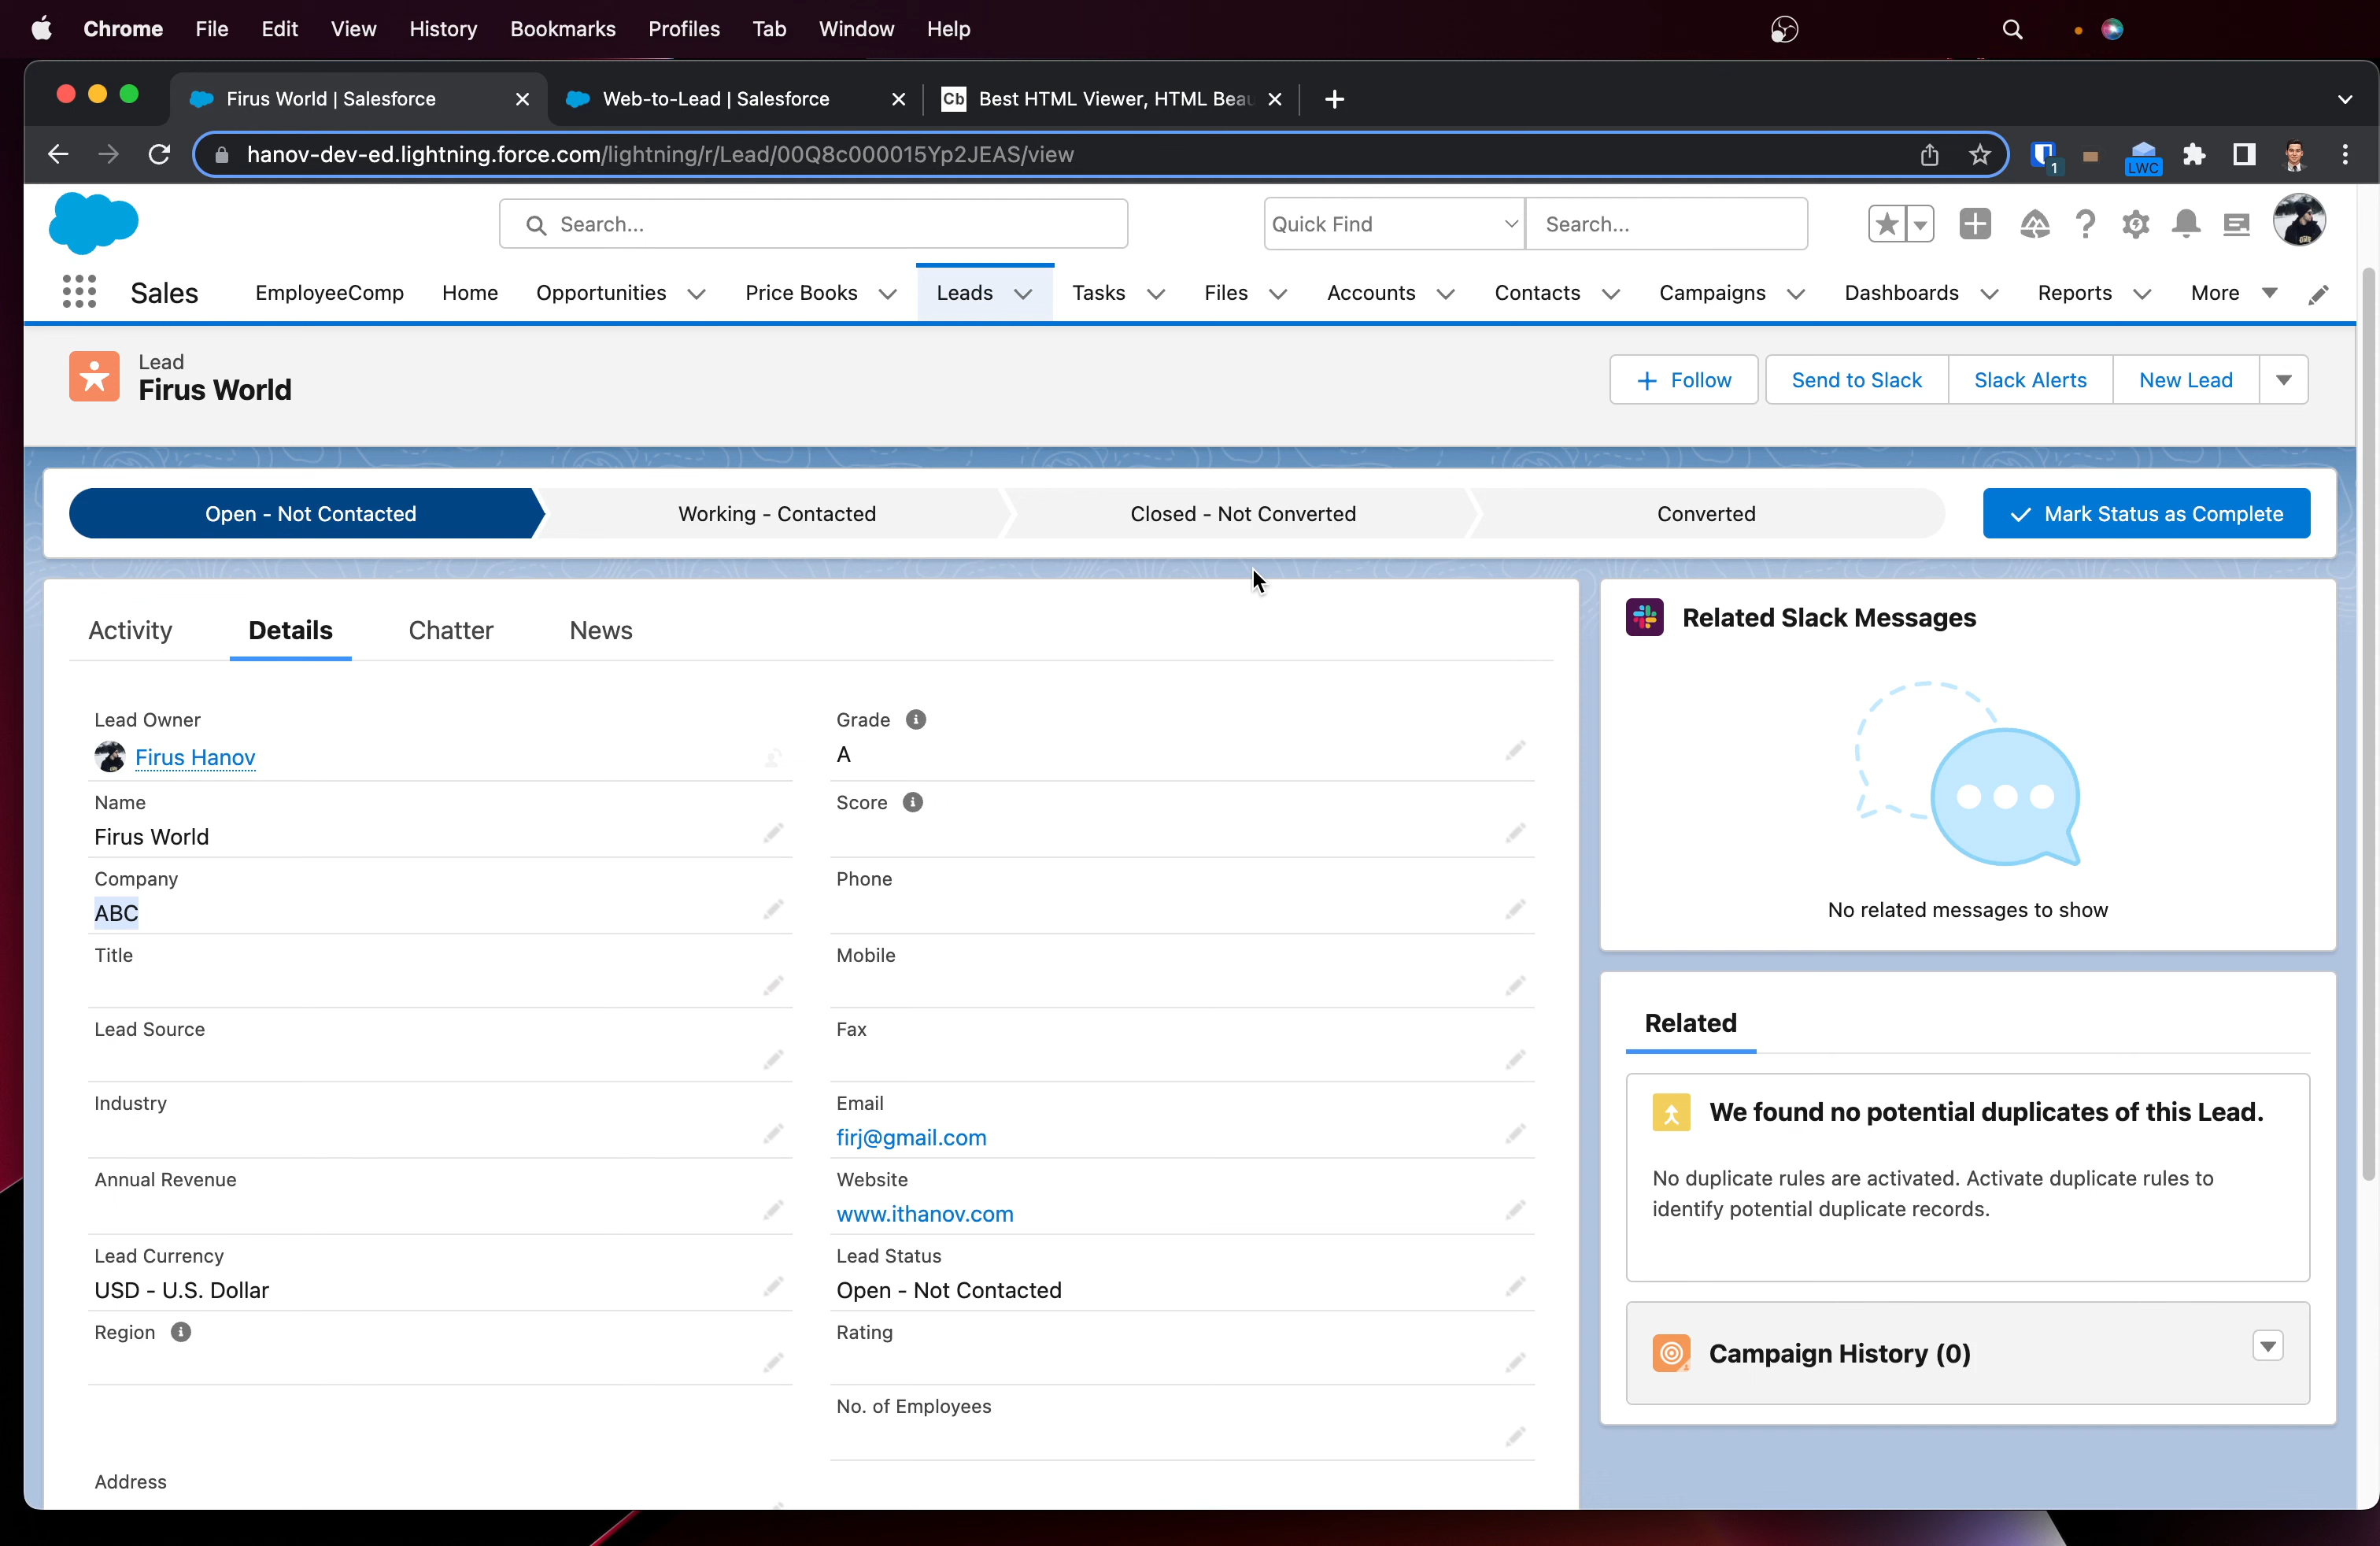 Chrome File Edit View History Bookmarks Profiles Tab Window Help
Firus World | Salesforce Web-to-Lead | Salesforce Cb Best HTML Viewer, HTML Beau
hanov-dev-ed.lightning.force.com/lightning/r/Lead/00Q8c000015Yp2JEAS/view 1 LWC
Search... Quick Find Search...
Sales EmployeeComp Home Opportunities Price Books Leads Tasks Files Accounts Contacts Campaigns Dashboards Reports More
Lead
Firus World
Follow Send to Slack Slack Alerts New Lead
Open - Not Contacted Working - Contacted Closed - Not Converted Converted Mark Status as Complete
Activity Details Chatter News
Lead Owner
Firus Hanov
Name
Firus World
Company
ABC
Title
Lead Source
Industry
Annual Revenue
Lead Currency
USD - U.S. Dollar
Region
Address
Grade
A
Score
Phone
Mobile
Fax
Email
firj@gmail.com
Website
www.ithanov.com
Lead Status
Open - Not Contacted
Rating
No. of Employees
Related Slack Messages
No related messages to show
Related
We found no potential duplicates of this Lead.
No duplicate rules are activated. Activate duplicate rules to
identify potential duplicate records.
Campaign History (0)